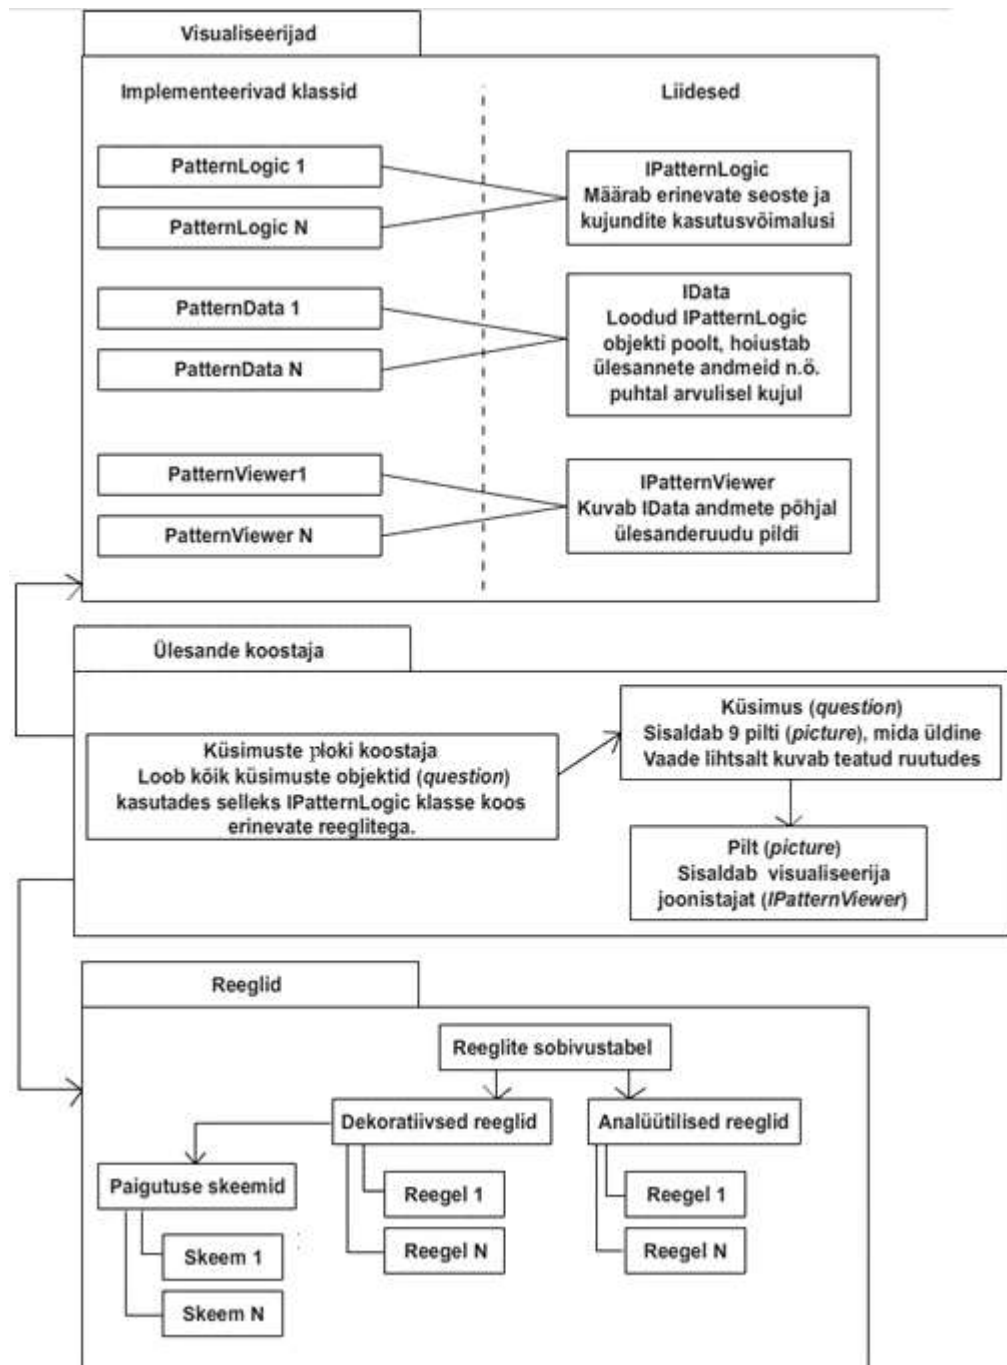 Visualiseerijad
Implementeerivad klassid
Liidesed
PatternLogic 1
PatternLogic N
IPatternLogic
Määrab erinevate seoste ja
kujundite kasutusvõimalusi
PatternData 1
PatternData N
IData
Loodud IPatternLogic
objekti poolt, hoiustab
ülesannete andmeid n.ö.
puhtal arvulisel kujul
PatternViewer1
PatternViewer N
IPatternViewer
Kuvab IData andmete põhjal
ülesanderuudu pildi
Ülesande koostaja
Küsimuste ploki koostaja
Loob kõik küsimuste objektid (question)
kasutades selleks IPatternLogic klasse koos
erinevate reeglitega.
Küsimus (question)
Sisaldab 9 pilti (picture), mida üldine
Vaade lihtsalt kuvab teatud ruutudes
Pilt (picture)
Sisaldab visualiseerija
joonistajat (IPatternViewer)
Reeglid
Reeglite sobivustabel
Dekoratiivsed reeglid
Analüütilised reeglid
Paigutuse skeemid
Reegel 1
Reegel N
Reegel 1
Reegel N
Skeem 1
Skeem N